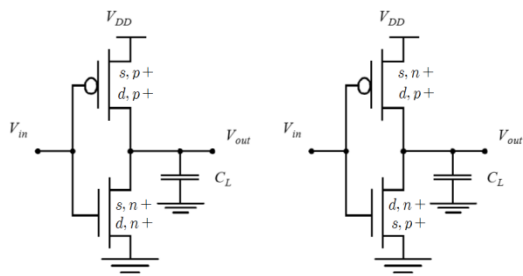 V_DD
s, p+
d, p+
V_in
V_out
C_L
s, n+
d, n+
V_DD
s, n+
d, p+
V_in
V_out
C_L
d, n+
s, p+